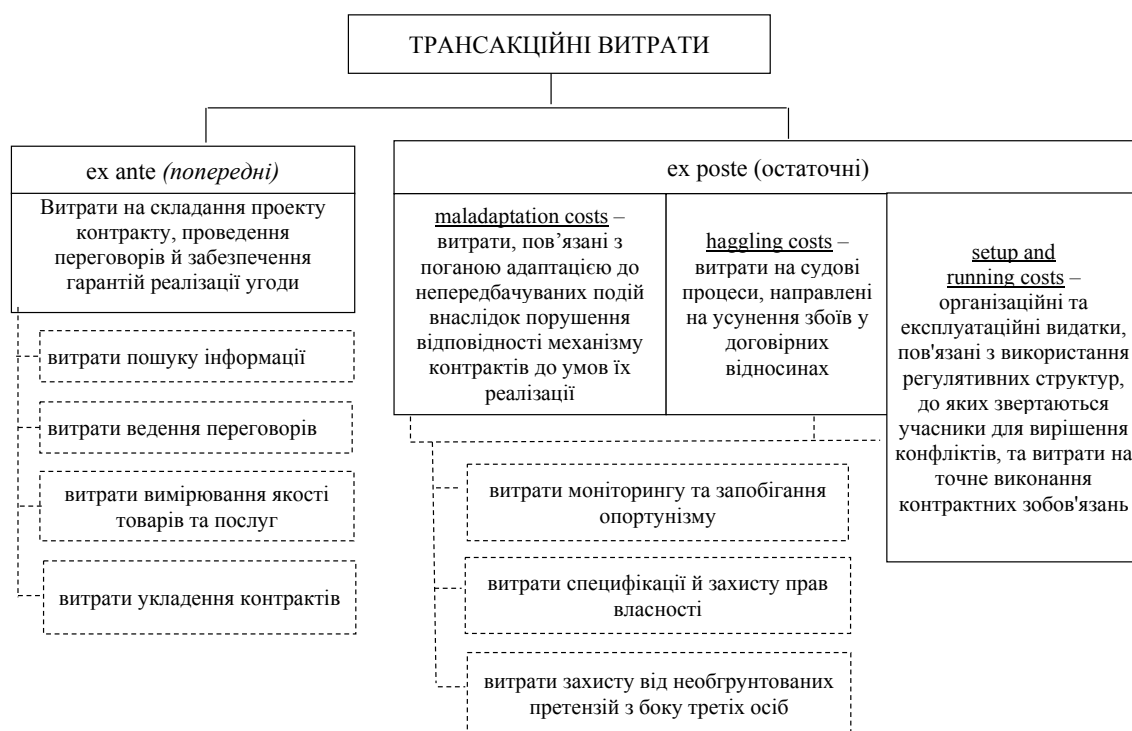 ТРАНСАКЦІЙНІ ВИТРАТИ
ex ante (попередні)
Витрати на складання проекту
контракту, проведення
переговорів й забезпечення
гарантій реалізації угоди
витрати пошуку інформації
витрати ведення переговорів
витрати вимірювання якості
товарів та послуг
витрати укладення контрактів
ex poste (остаточні)
maladaptation costs –
витрати, пов’язані з
поганою адаптацією до
непередбачуваних подій
внаслідок порушення
відповідності механізму
контрактів до умов їх
реалізації
haggling costs –
витрати на судові
процеси, направлені
на усунення збоїв у
договірних
відносинах
setup and
running costs –
організаційні та
експлуатаційні видатки,
пов'язані з використання
регулятивних структур,
до яких звертаються
учасники для вирішення
конфліктів, та витрати на
точне виконання
контрактних зобов'язань
витрати моніторингу та запобігання
опортунізму
витрати специфікації й захисту прав
власності
витрати захисту від необгрунтованих
претензій з боку третіх осіб